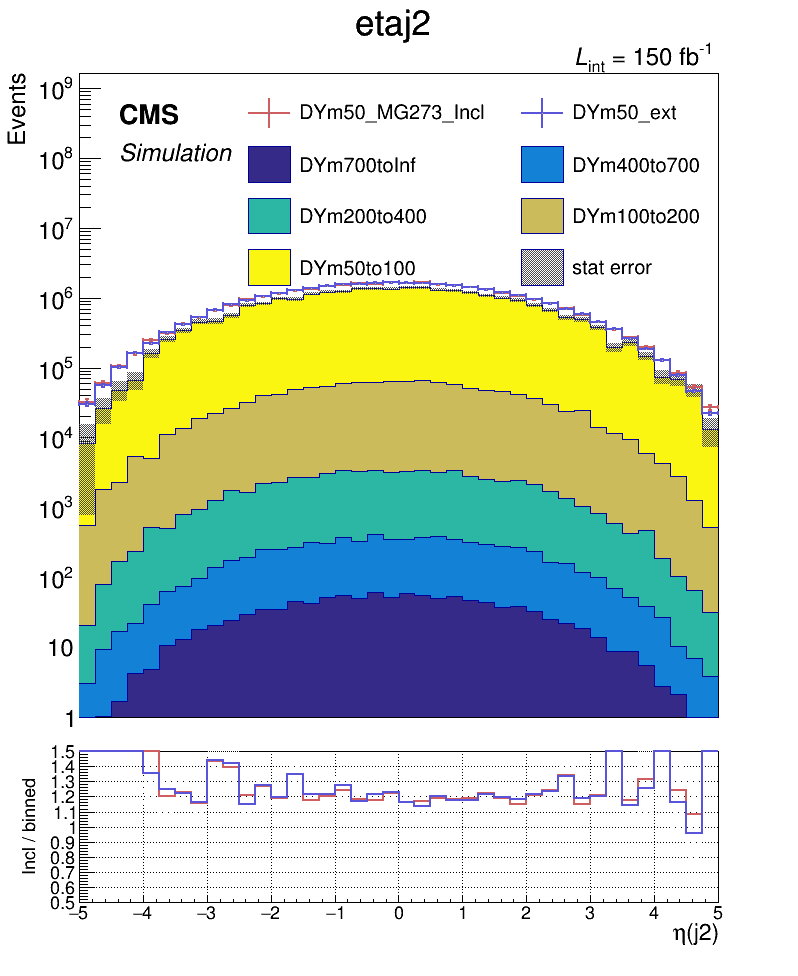 etaj2
L_int = 150 fb^-1
Events
CMS
Simulation
DYm50_MG273_Incl
DYm50_ext
DYm700toInf
DYm400to700
DYm200to400
DYm100to200
DYm50to100
stat error
10^9
10^8
10^7
10^6
10^5
10^4
10^3
10^2
10
1
Incl / binned
1.5
1.4
1.3
1.2
1.1
1
0.9
0.8
0.7
0.6
0.5
−5 −4 −3 −2 −1 0 1 2 3 4 5
η(j2)